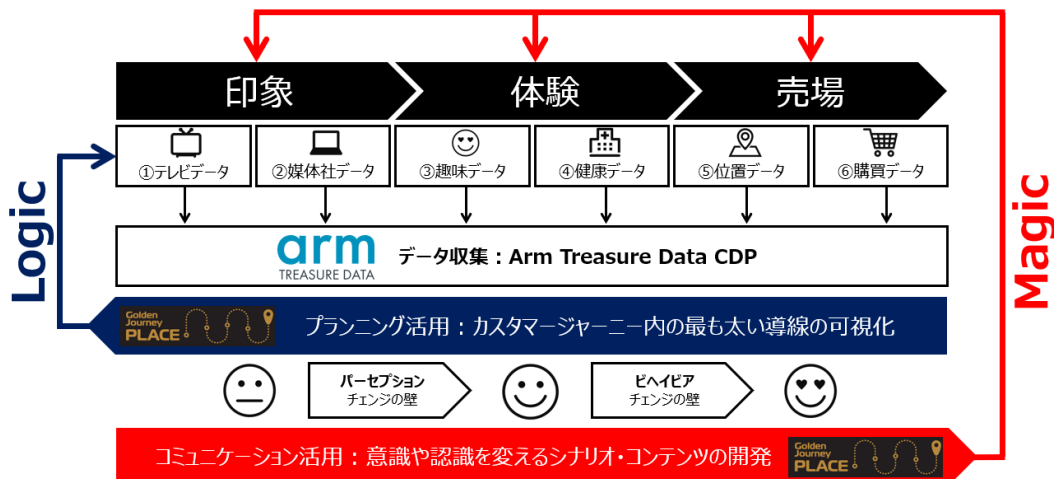 印象
体験
売場
①テレビデータ
②媒体社データ
③趣味データ
④健康データ
⑤位置データ
⑥購買データ
Logic
Magic
arm
TREASURE DATA
データ収集:Arm Treasure Data CDP
Golden
Journey
PLACE
プランニング活用:カスタマージャーニー内の最も太い導線の可視化
パーセプション
チェンジの壁
ビヘイビア
チェンジの壁
コミュニケーション活用:意識や認識を変えるシナリオ・コンテンツの開発
Golden
Journey
PLACE